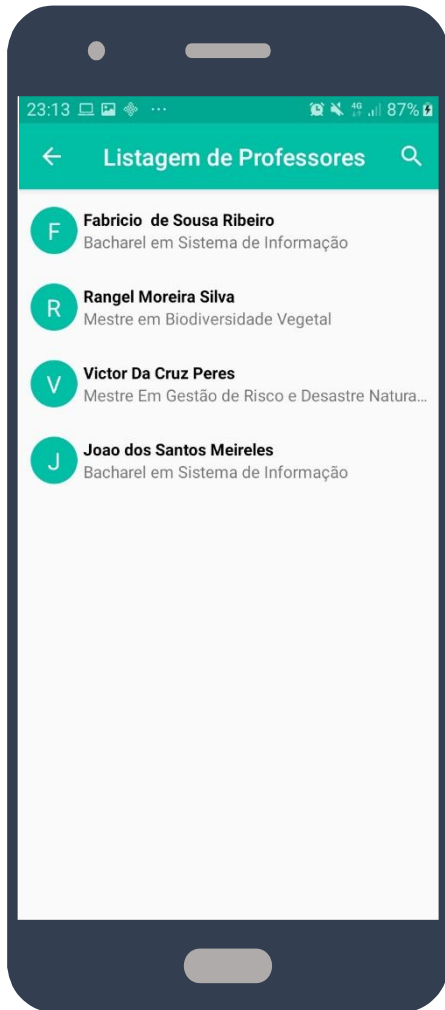 23:13 ... 4G 87%
Listagem de Professores
F
Fabricio de Sousa Ribeiro
Bacharel em Sistema de Informação
R
Rangel Moreira Silva
Mestre em Biodiversidade Vegetal
V
Victor Da Cruz Peres
Mestre Em Gestão de Risco e Desastre Natura...
J
Joao dos Santos Meireles
Bacharel em Sistema de Informação